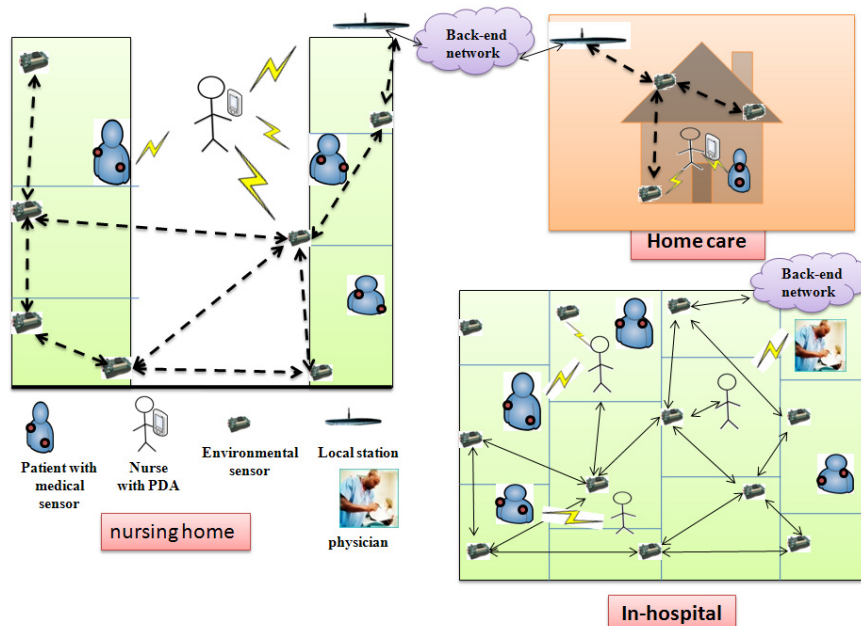 Back-end
network
Home care
Back-end
network
Patient with
medical
sensor
Nurse
with PDA
Environmental
sensor
Local station
physician
nursing home
In-hospital